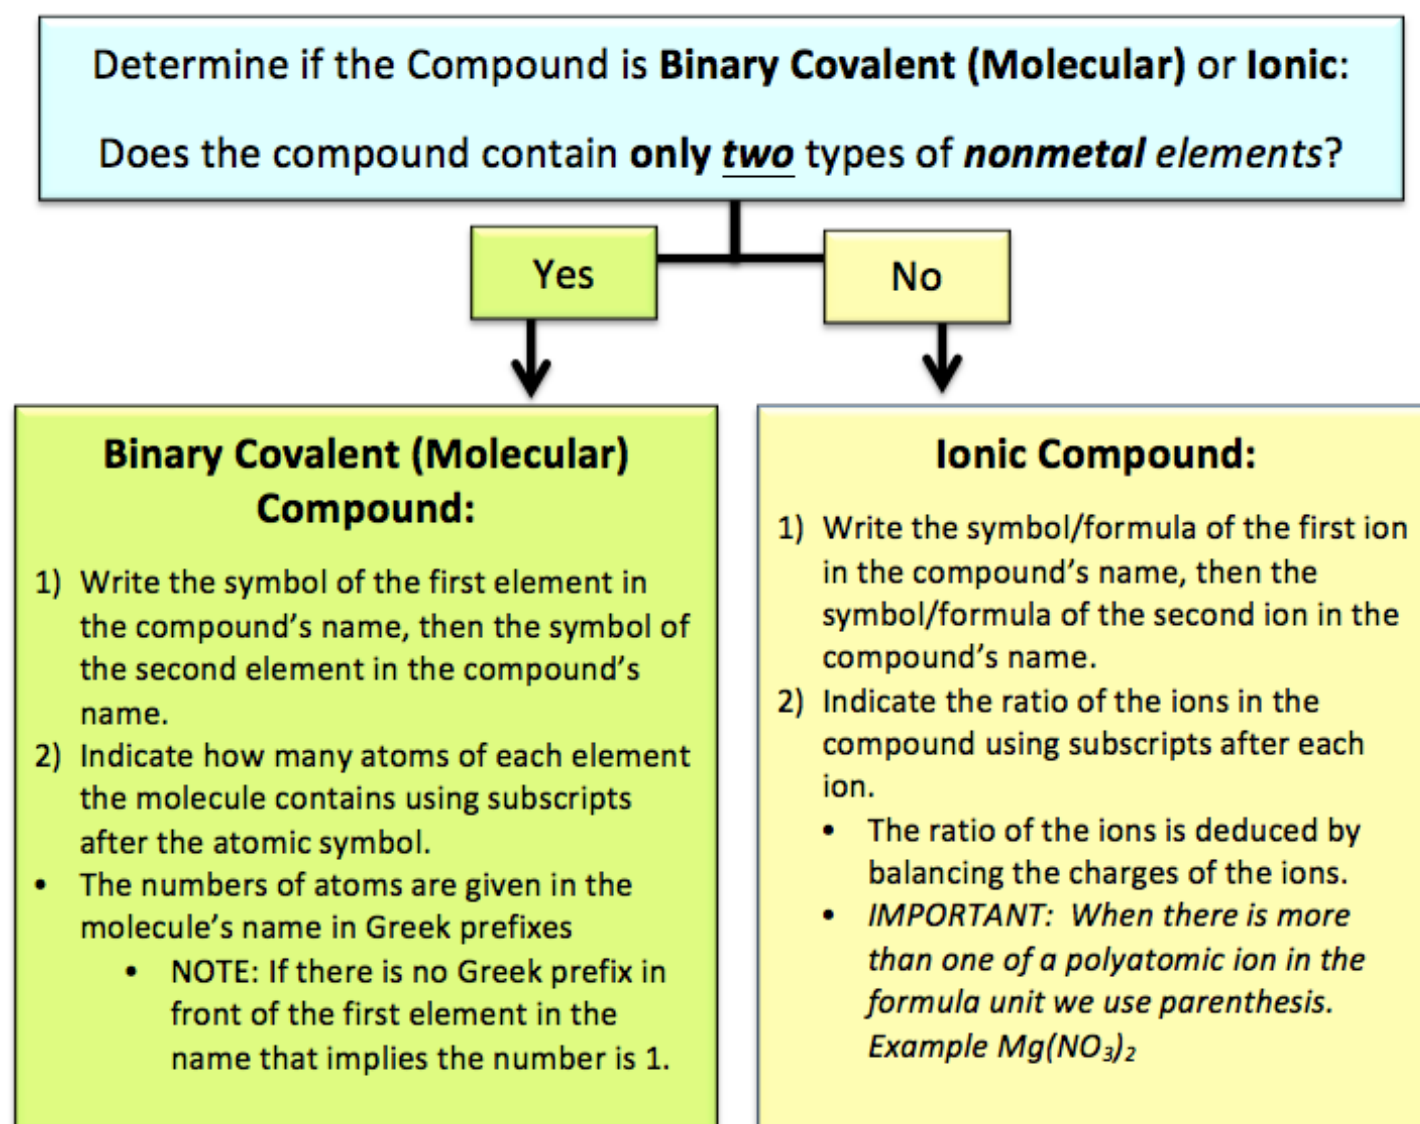 Determine if the Compound is Binary Covalent (Molecular) or Ionic:
Does the compound contain only two types of nonmetal elements?
Yes
No
Binary Covalent (Molecular)
Compound:
1) Write the symbol of the first element in
the compound’s name, then the symbol of
the second element in the compound’s
name.
2) Indicate how many atoms of each element
the molecule contains using subscripts
after the atomic symbol.
• The numbers of atoms are given in the
molecule’s name in Greek prefixes
• NOTE: If there is no Greek prefix in
front of the first element in the
name that implies the number is 1.
Ionic Compound:
1) Write the symbol/formula of the first ion
in the compound’s name, then the
symbol/formula of the second ion in the
compound’s name.
2) Indicate the ratio of the ions in the
compound using subscripts after each
ion.
• The ratio of the ions is deduced by
balancing the charges of the ions.
• IMPORTANT: When there is more
than one of a polyatomic ion in the
formula unit we use parenthesis.
Example Mg(NO₃)₂